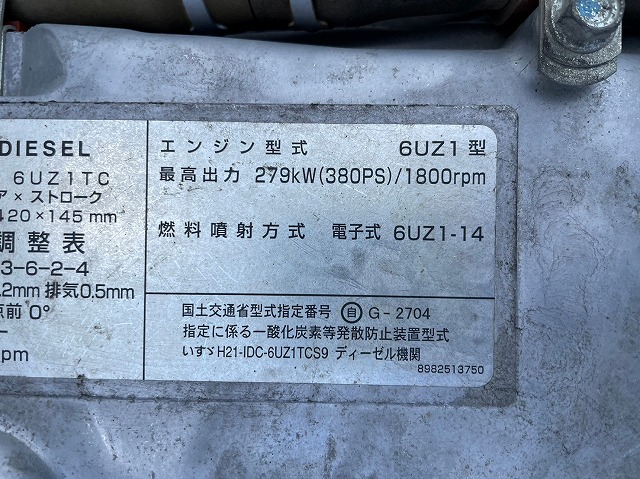 DIESEL
6UZ1TC
ア × ストローク
120×145 mm
調 整 表
3-6-2-4
.2mm 排気0.5mm
前 0°
pm
エンジン型式 6UZ1型
最高出力 279kW(380PS)/1800rpm
燃料噴射方式 電子式 6UZ1-14
国土交通省型式指定番号 自 G-2704
指定に係る一酸化炭素等発散防止装置型式
いすゞH21-IDC-6UZ1TCS9 ディーゼル機関
8982513750